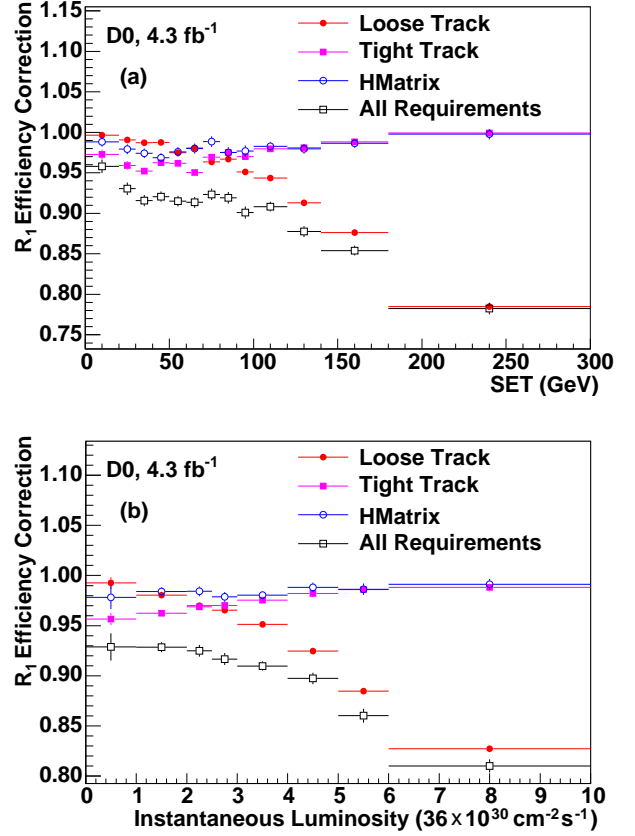 1.15
1.10
1.05
1.00
0.95
0.90
0.85
0.80
0.75
R1 Efficiency Correction
D0, 4.3 fb-1
(a)
Loose Track
Tight Track
HMatrix
All Requirements
0 50 100 150 200 250 300
SET (GeV)
1.10
1.05
1.00
0.95
0.90
0.85
0.80
R1 Efficiency Correction
D0, 4.3 fb-1
(b)
Loose Track
Tight Track
HMatrix
All Requirements
0 1 2 3 4 5 6 7 8 9 10
Instantaneous Luminosity (36 × 10^30 cm-2s-1)